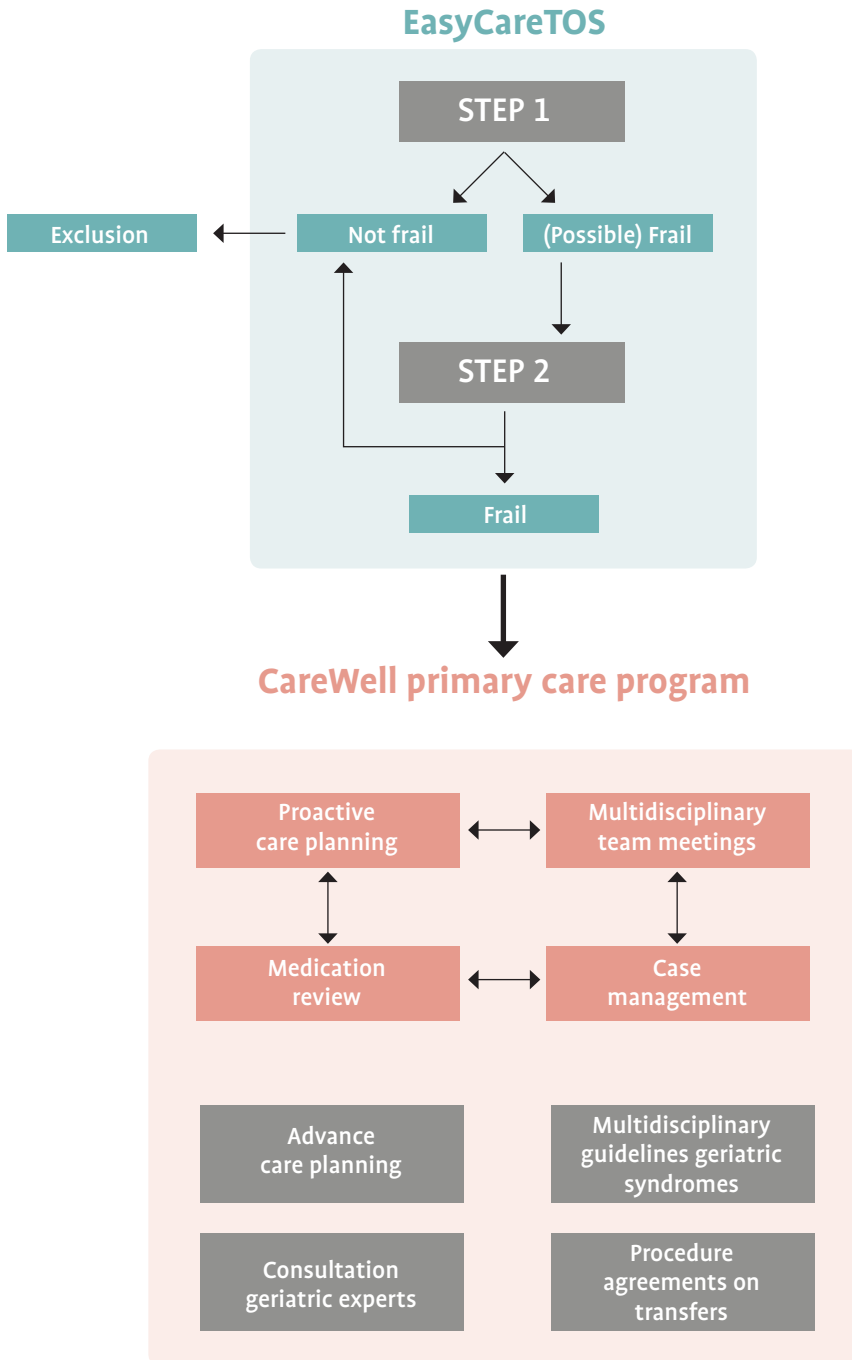 EasyCareTOS
STEP 1
Exclusion
Not frail
(Possible) Frail
STEP 2
Frail
CareWell primary care program
Proactive
care planning
Multidisciplinary
team meetings
Medication
review
Case
management
Advance
care planning
Multidisciplinary
guidelines geriatric
syndromes
Consultation
geriatric experts
Procedure
agreements on
transfers